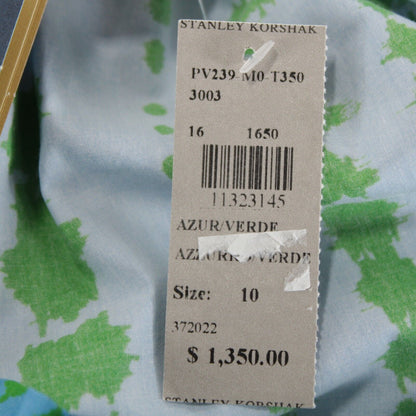 STANLEY KORSHAK
PV239-M0-T350
3003
16 1650
11323145
AZUR/VERDE
/VERDE
Size: 10
372022
$ 1,350.00
STANLEY KORSHAK